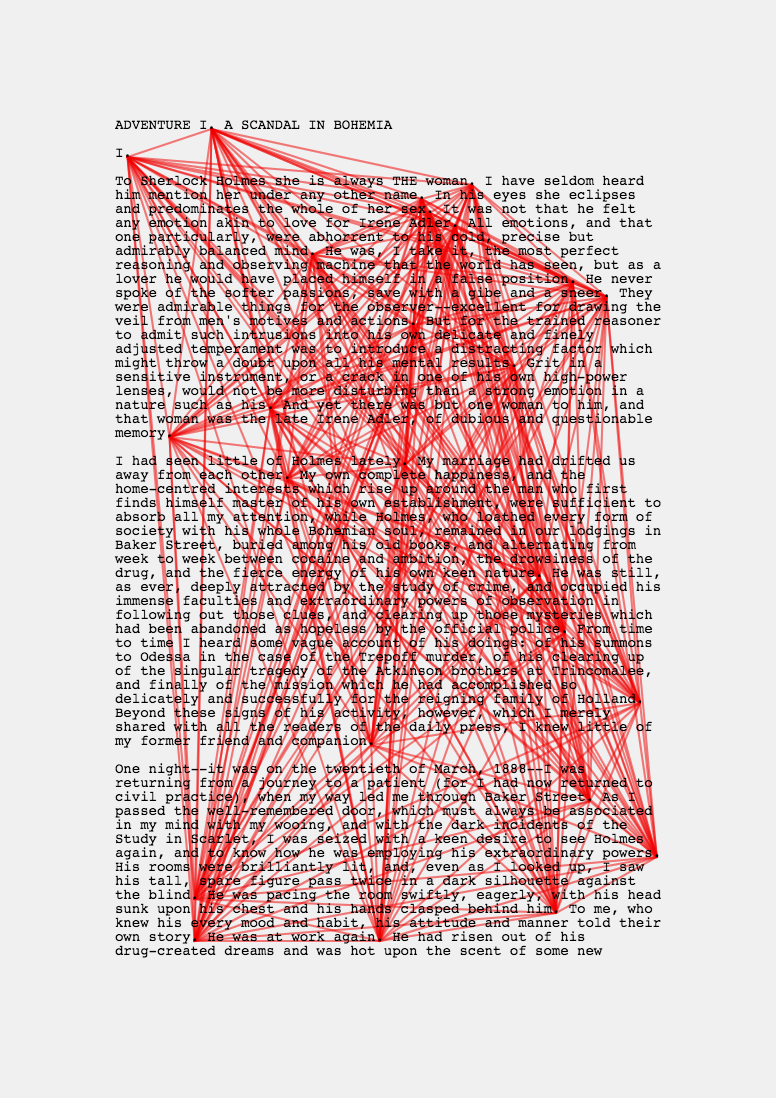 ADVENTURE I. A SCANDAL IN BOHEMIA
I.
To Sherlock Holmes she is always THE woman. I have seldom heard
him mention her under any other name. In his eyes she eclipses
and predominates the whole of her sex. It was not that he felt
any emotion akin to love for Irene Adler. All emotions, and that
one particularly, were abhorrent to his cold, precise but
admirably balanced mind. He was, I take it, the most perfect
reasoning and observing machine that the world has seen, but as a
lover he would have placed himself in a false position. He never
spoke of the softer passions, save with a gibe and a sneer. They
were admirable things for the observer--excellent for drawing the
veil from men's motives and actions. But for the trained reasoner
to admit such intrusions into his own delicate and finely
adjusted temperament was to introduce a distracting factor which
might throw a doubt upon all his mental results. Grit in a
sensitive instrument, or a crack in one of his own high-power
lenses, would not be more disturbing than a strong emotion in a
nature such as his. And yet there was but one woman to him, and
that woman was the late Irene Adler, of dubious and questionable
memory.
I had seen little of Holmes lately. My marriage had drifted us
away from each other. My own complete happiness, and the
home-centred interests which rise up around the man who first
finds himself master of his own establishment, were sufficient to
absorb all my attention, while Holmes, who loathed every form of
society with his whole Bohemian soul, remained in our lodgings in
Baker Street, buried among his old books, and alternating from
week to week between cocaine and ambition, the drowsiness of the
drug, and the fierce energy of his own keen nature. He was still,
as ever, deeply attracted by the study of crime, and occupied his
immense faculties and extraordinary powers of observation in
following out those clues, and clearing up those mysteries which
had been abandoned as hopeless by the official police. From time
to time I heard some vague account of his doings: of his summons
to Odessa in the case of the Trepoff murder, of his clearing up
of the singular tragedy of the Atkinson brothers at Trincomalee,
and finally of the mission which he had accomplished so
delicately and successfully for the reigning family of Holland.
Beyond these signs of his activity, however, which I merely
shared with all the readers of the daily press, I knew little of
my former friend and companion.
One night--it was on the twentieth of March, 1888--I was
returning from a journey to a patient (for I had now returned to
civil practice), when my way led me through Baker Street. As I
passed the well-remembered door, which must always be associated
in my mind with my wooing, and with the dark incidents of the
Study in Scarlet, I was seized with a keen desire to see Holmes
again, and to know how he was employing his extraordinary powers.
His rooms were brilliantly lit, and, even as I looked up, I saw
his tall, spare figure pass twice in a dark silhouette against
the blind. He was pacing the room swiftly, eagerly, with his head
sunk upon his chest and his hands clasped behind him. To me, who
knew his every mood and habit, his attitude and manner told their
own story. He was at work again. He had risen out of his
drug-created dreams and was hot upon the scent of some new